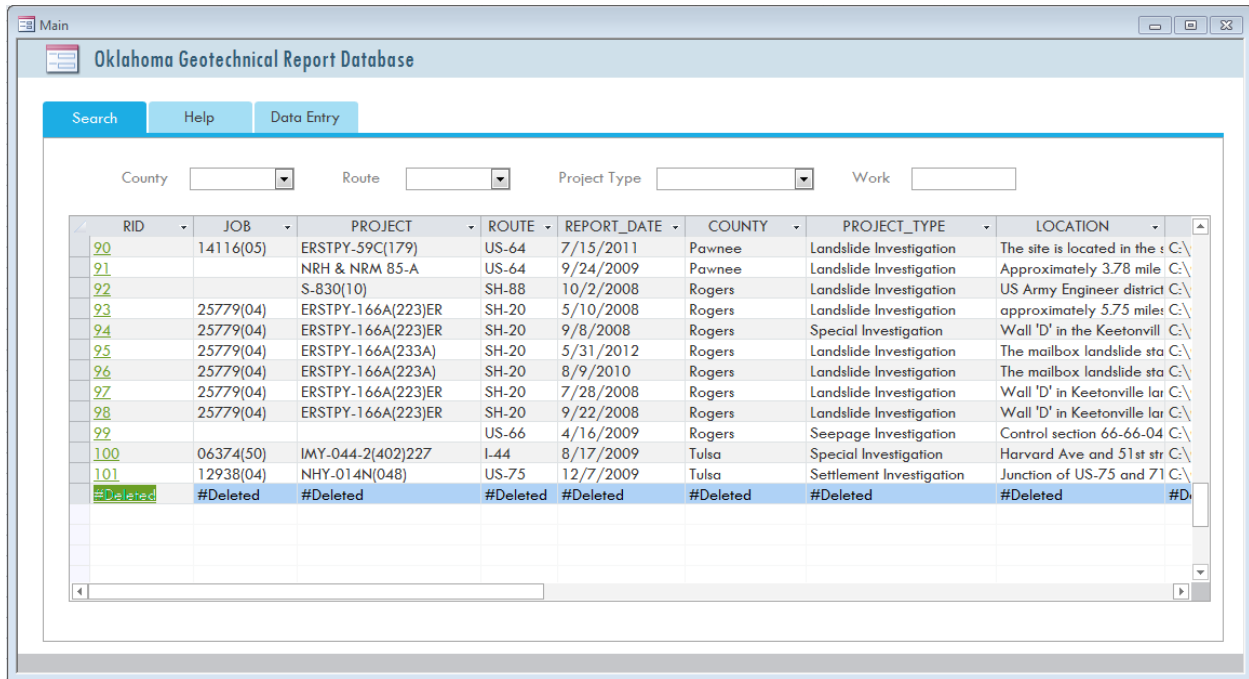 Main
Oklahoma Geotechnical Report Database
Search Help Data Entry
County Route Project Type Work
RID JOB PROJECT ROUTE REPORT_DATE COUNTY PROJECT_TYPE LOCATION
90 14116(05) ERSTPY-59C(179) US-64 7/15/2011 Pawnee Landslide Investigation The site is located in the s C:\
91 NRH & NRM 85-A US-64 9/24/2009 Pawnee Landslide Investigation Approximately 3.78 mile C:\
92 S-830(10) SH-88 10/2/2008 Rogers Landslide Investigation US Army Engineer district C:\
93 25779(04) ERSTPY-166A(223)ER SH-20 5/10/2008 Rogers Landslide Investigation approximately 5.75 miles C:\
94 25779(04) ERSTPY-166A(223)ER SH-20 9/8/2008 Rogers Special Investigation Wall 'D' in the Keetonvill C:\
95 25779(04) ERSTPY-166A(233A) SH-20 5/31/2012 Rogers Landslide Investigation The mailbox landslide sta C:\
96 25779(04) ERSTPY-166A(223A) SH-20 8/9/2010 Rogers Landslide Investigation The mailbox landslide sta C:\
97 25779(04) ERSTPY-166A(223)ER SH-20 7/28/2008 Rogers Landslide Investigation Wall 'D' in Keetonville lar C:\
98 25779(04) ERSTPY-166A(223)ER SH-20 9/22/2008 Rogers Landslide Investigation Wall 'D' in Keetonville lar C:\
99 US-66 4/16/2009 Rogers Seepage Investigation Control section 66-66-04 C:\
100 06374(50) IMY-044-2(402)227 I-44 8/17/2009 Tulsa Special Investigation Harvard Ave and 51st str C:\
101 12938(04) NHY-014N(048) US-75 12/7/2009 Tulsa Settlement Investigation Junction of US-75 and 71 C:\
#Deleted #Deleted #Deleted #Deleted #Deleted #Deleted #Deleted #Deleted #D